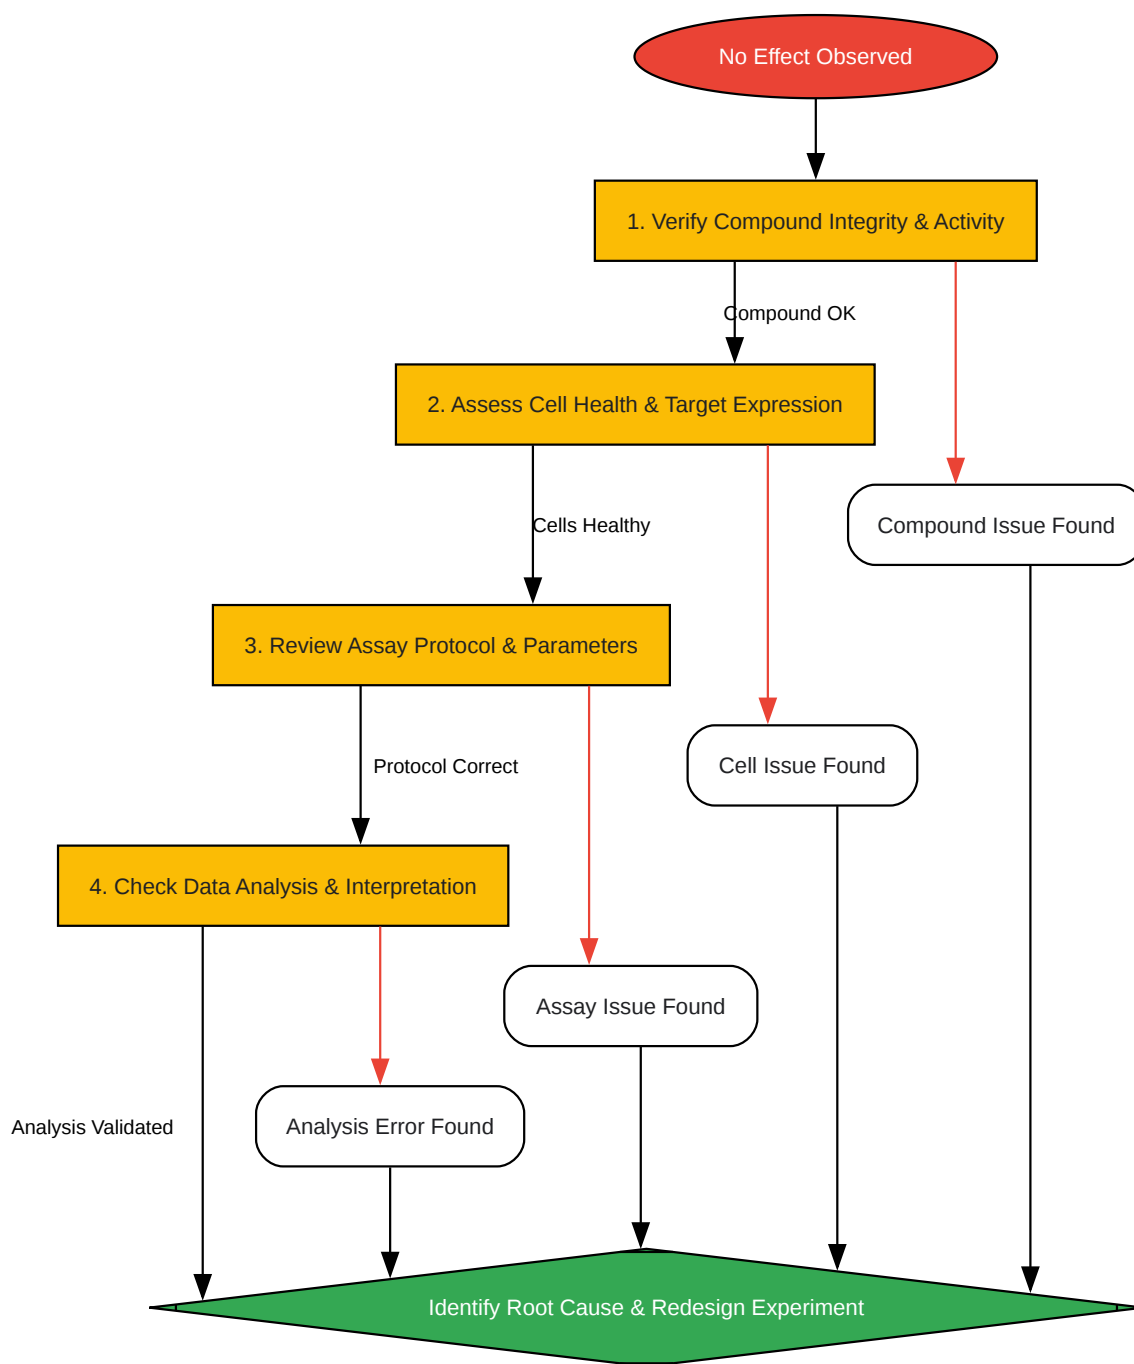 No Effect Observed
1. Verify Compound Integrity & Activity
Compound OK
2. Assess Cell Health & Target Expression
Cells Healthy
Compound Issue Found
3. Review Assay Protocol & Parameters
Protocol Correct
Cell Issue Found
4. Check Data Analysis & Interpretation
Assay Issue Found
Analysis Validated
Analysis Error Found
Identify Root Cause & Redesign Experiment